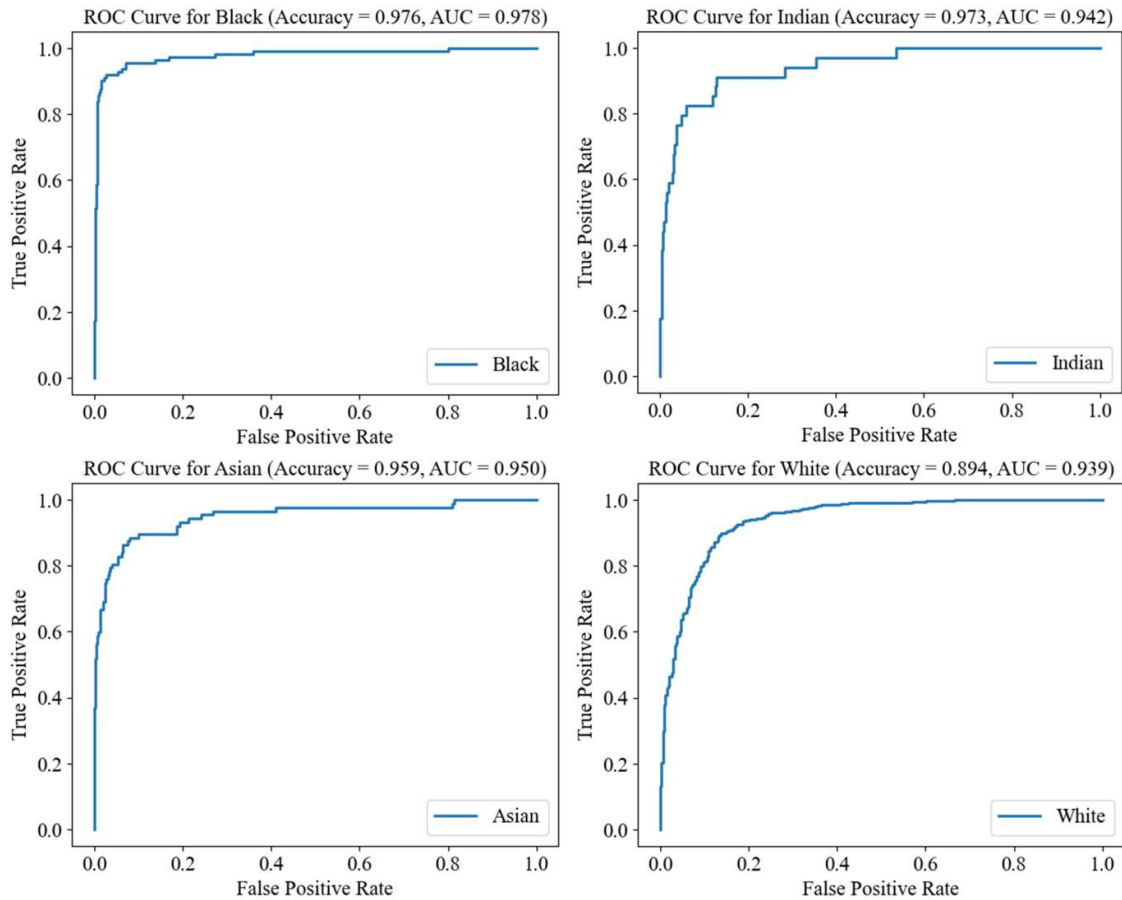 ROC Curve for Black (Accuracy = 0.976, AUC = 0.978)
1.0
0.8
0.6
0.4
0.2
0.0
True Positive Rate
Black
0.0 0.2 0.4 0.6 0.8 1.0
False Positive Rate
ROC Curve for Indian (Accuracy = 0.973, AUC = 0.942)
1.0
0.8
0.6
0.4
0.2
0.0
True Positive Rate
Indian
0.0 0.2 0.4 0.6 0.8 1.0
False Positive Rate
ROC Curve for Asian (Accuracy = 0.959, AUC = 0.950)
1.0
0.8
0.6
0.4
0.2
0.0
True Positive Rate
Asian
0.0 0.2 0.4 0.6 0.8 1.0
False Positive Rate
ROC Curve for White (Accuracy = 0.894, AUC = 0.939)
1.0
0.8
0.6
0.4
0.2
0.0
True Positive Rate
White
0.0 0.2 0.4 0.6 0.8 1.0
False Positive Rate